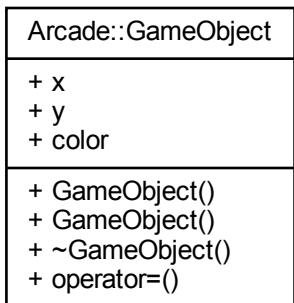 Arcade::GameObject
+ x
+ y
+ color
+ GameObject()
+ GameObject()
+ ~GameObject()
+ operator=()